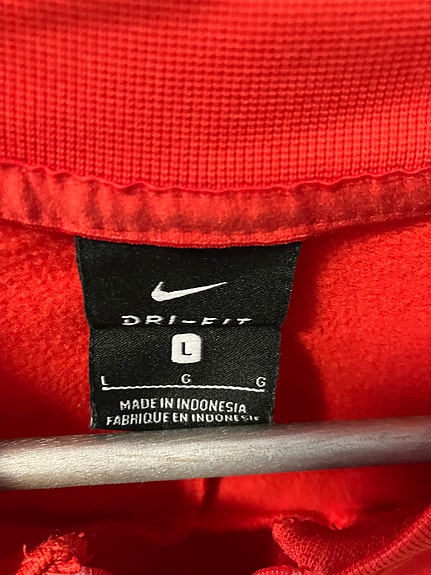 DRI-FIT
L
L G G
MADE IN INDONESIA
FABRIQUE EN INDONESIE